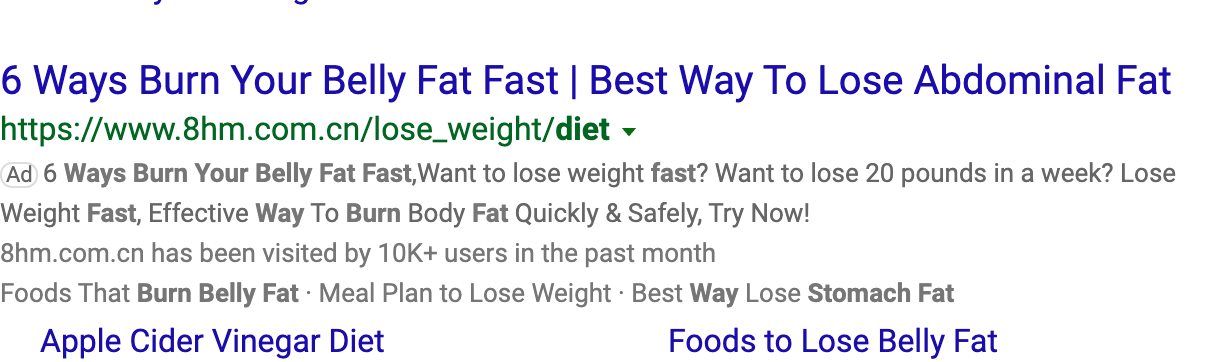 6 Ways Burn Your Belly Fat Fast | Best Way To Lose Abdominal Fat
https://www.8hm.com.cn/lose_weight/diet
Ad 6 Ways Burn Your Belly Fat Fast,Want to lose weight fast? Want to lose 20 pounds in a week? Lose
Weight Fast, Effective Way To Burn Body Fat Quickly & Safely, Try Now!
8hm.com.cn has been visited by 10K+ users in the past month
Foods That Burn Belly Fat · Meal Plan to Lose Weight · Best Way Lose Stomach Fat
Apple Cider Vinegar Diet
Foods to Lose Belly Fat